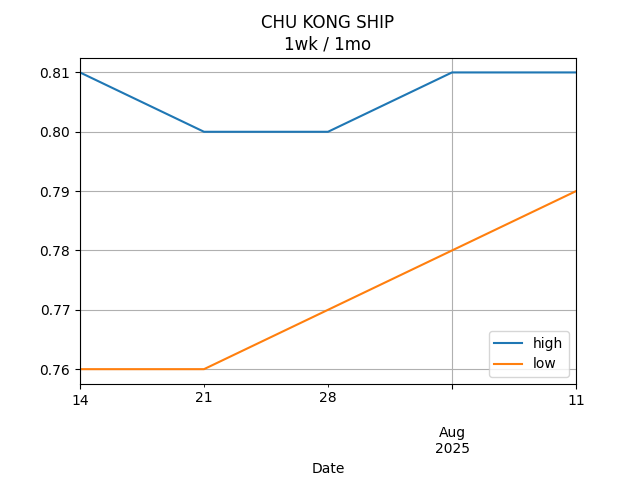 CHU KONG SHIP
1wk / 1mo
0.81
0.80
0.79
0.78
0.77
0.76
high
low
14
21
28
11
Aug
2025
Date